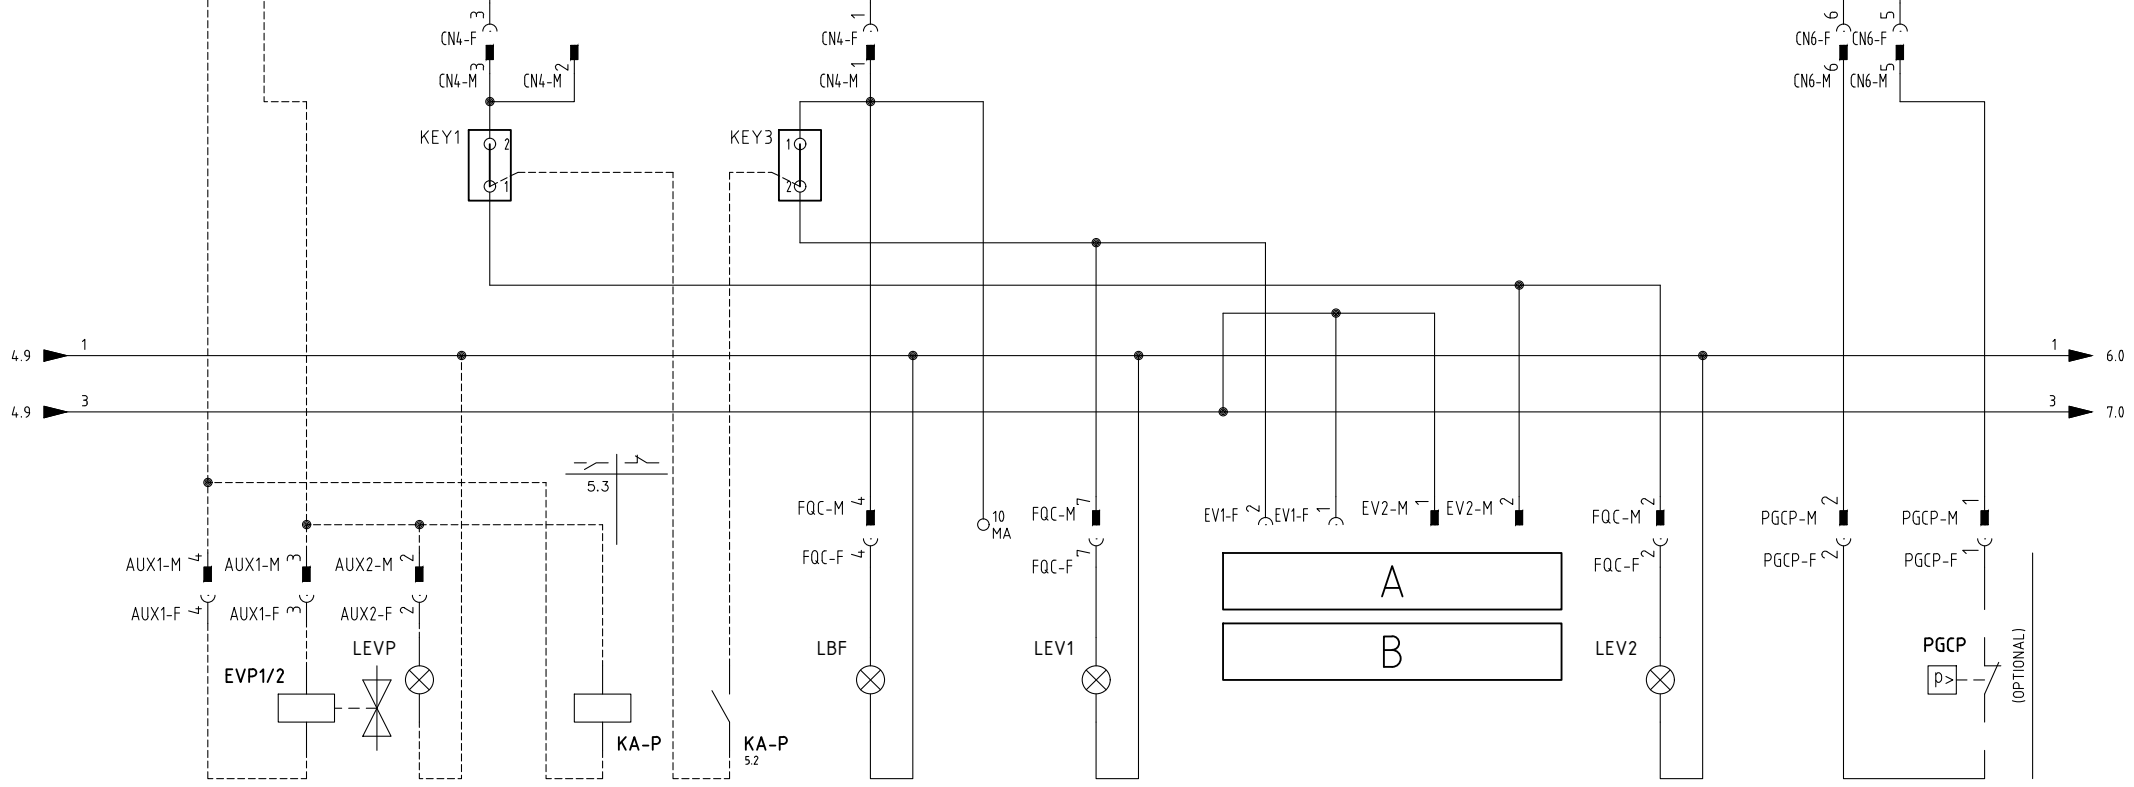 3 1 6 5
CN4-F CN4-F CN6-F CN6-F
3 2 1 6 5
CN4-M CN4-M CN4-M CN6-M CN6-M
KEY1 2 KEY3 1
1 2
4.9 1 1 6.0
4.9 3 3 7.0
5.3
FQC-M 4 10 FQC-M 7 EV1-F 2 EV1-F 1 EV2-M 1 EV2-M 2 FQC-M 2 PGCP-M 2 PGCP-M 1
MA
AUX1-M 4 AUX1-M 3 AUX2-M 2 FQC-F 4 FQC-F 7 FQC-F 2 PGCP-F 2 PGCP-F 1
A
AUX1-F 4 AUX1-F 3 AUX2-F 2
LEVP LBF LEV1 B LEV2 PGCP
EVP1/2 p> (OPTIONAL)
KA-P KA-P
5.2